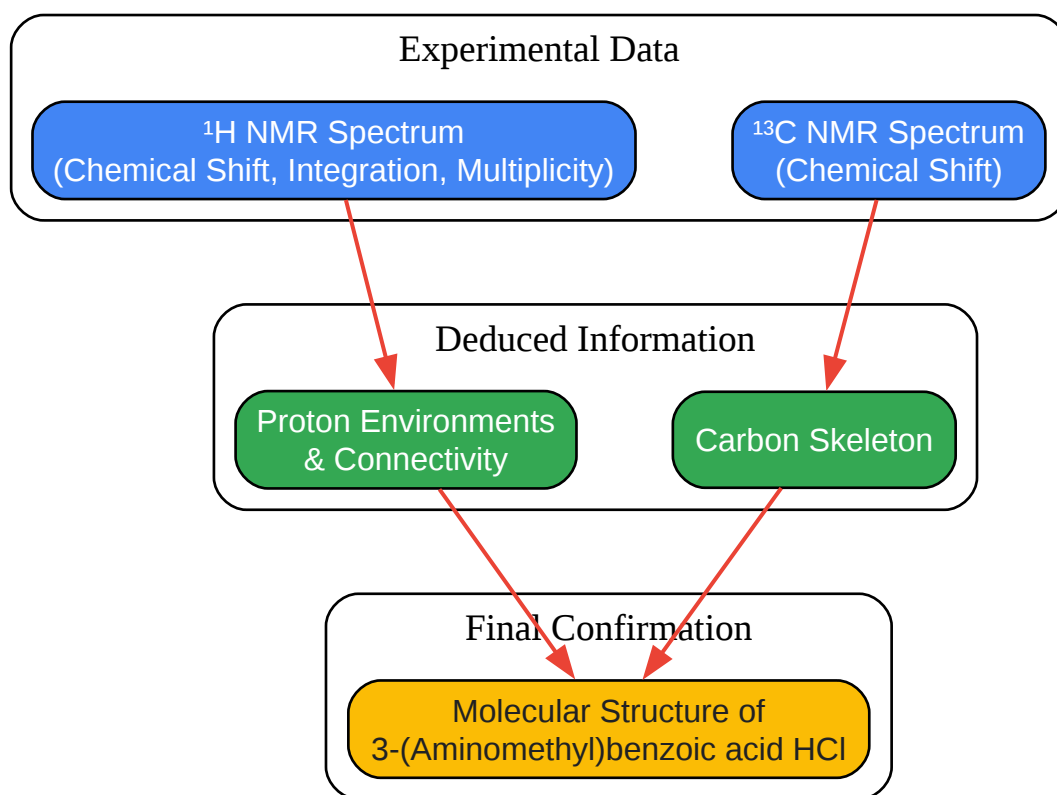 Experimental Data
¹H NMR Spectrum
(Chemical Shift, Integration, Multiplicity)
¹³C NMR Spectrum
(Chemical Shift)
Deduced Information
Proton Environments
& Connectivity
Carbon Skeleton
Final Confirmation
Molecular Structure of
3-(Aminomethyl)benzoic acid HCl